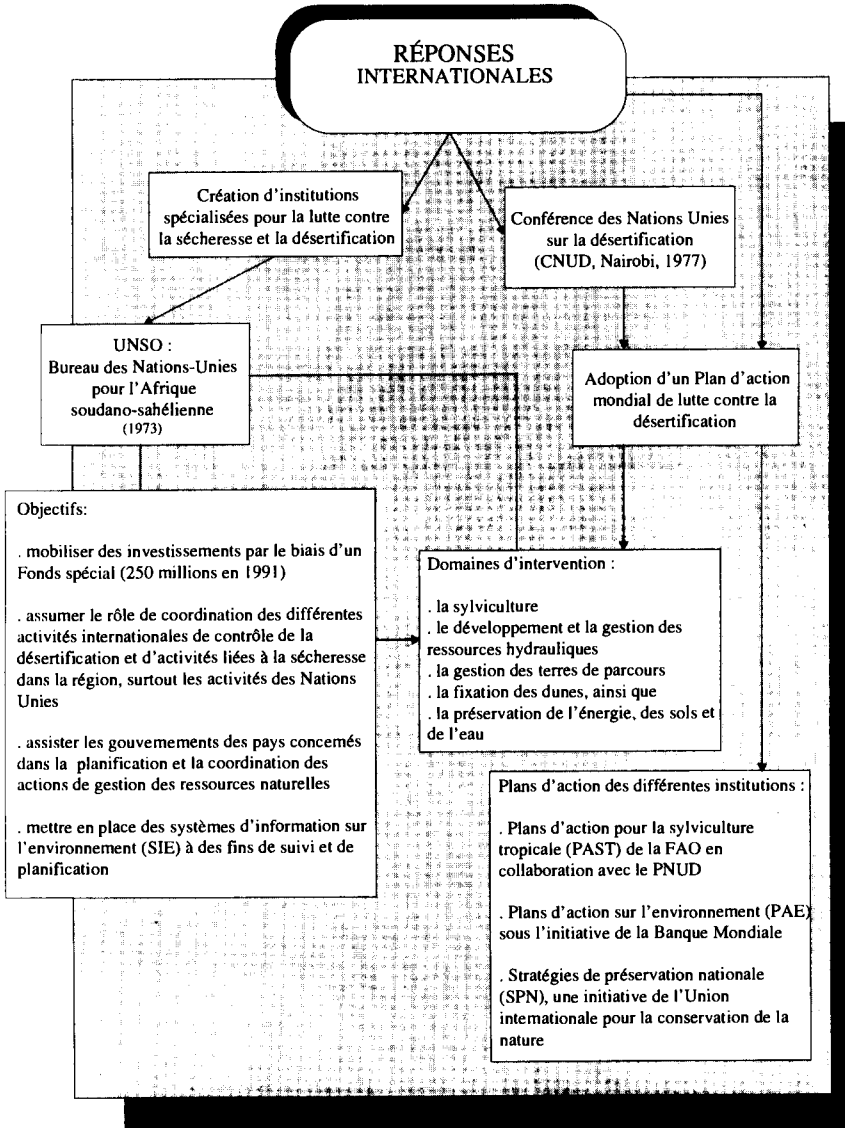 RÉPONSES
INTERNATIONALES
Création d'institutions
spécialisées pour la lutte contre
la sécheresse et la désertification
Conférence des Nations Unies
sur la désertification
(CNUD, Nairobi, 1977)
UNSO :
Bureau des Nations-Unies
pour l'Afrique
soudano-sahélienne
(1973)
Adoption d'un Plan d'action
mondial de lutte contre la
désertification
Objectifs:
. mobiliser des investissements par le biais d'un
Fonds spécial (250 millions en 1991)
. assumer le rôle de coordination des différentes
activités internationales de contrôle de la
désertification et d'activités liées à la sécheresse
dans la région, surtout les activités des Nations
Unies
. assister les gouvernements des pays concernés
dans la planification et la coordination des
actions de gestion des ressources naturelles
. mettre en place des systèmes d'information sur
l'environnement (SIE) à des fins de suivi et de
planification
Domaines d'intervention :
. la sylviculture
. le développement et la gestion des
ressources hydrauliques
. la gestion des terres de parcours
. la fixation des dunes, ainsi que
. la préservation de l'énergie, des sols et
de l'eau
Plans d'action des différentes institutions :
. Plans d'action pour la sylviculture
tropicale (PAST) de la FAO en
collaboration avec le PNUD
. Plans d'action sur l'environnement (PAE)
sous l'initiative de la Banque Mondiale
. Stratégies de préservation nationale
(SPN), une initiative de l'Union
internationale pour la conservation de la
nature